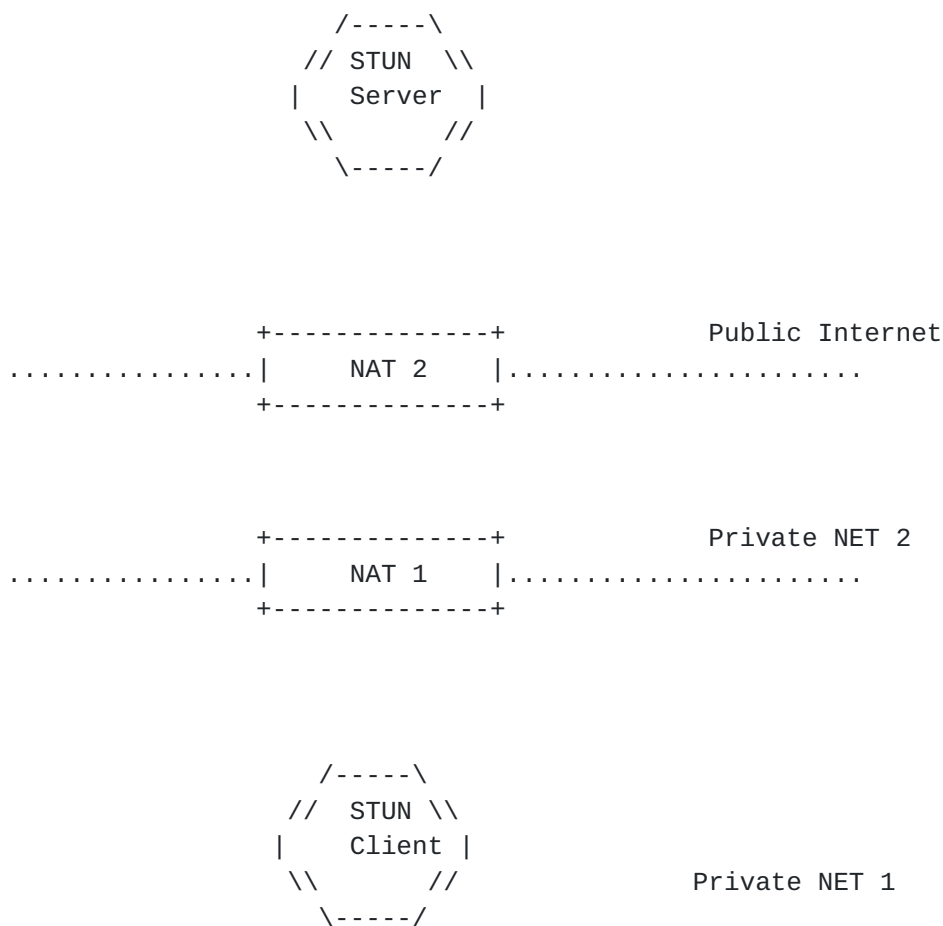 /-----\
// STUN \\
| Server |
\\ //
\-----/
+--------------+ Public Internet
................| NAT 2 |.......................
+--------------+
+--------------+ Private NET 2
................| NAT 1 |.......................
+--------------+
/-----\
// STUN \\
| Client |
\\ // Private NET 1
\-----/